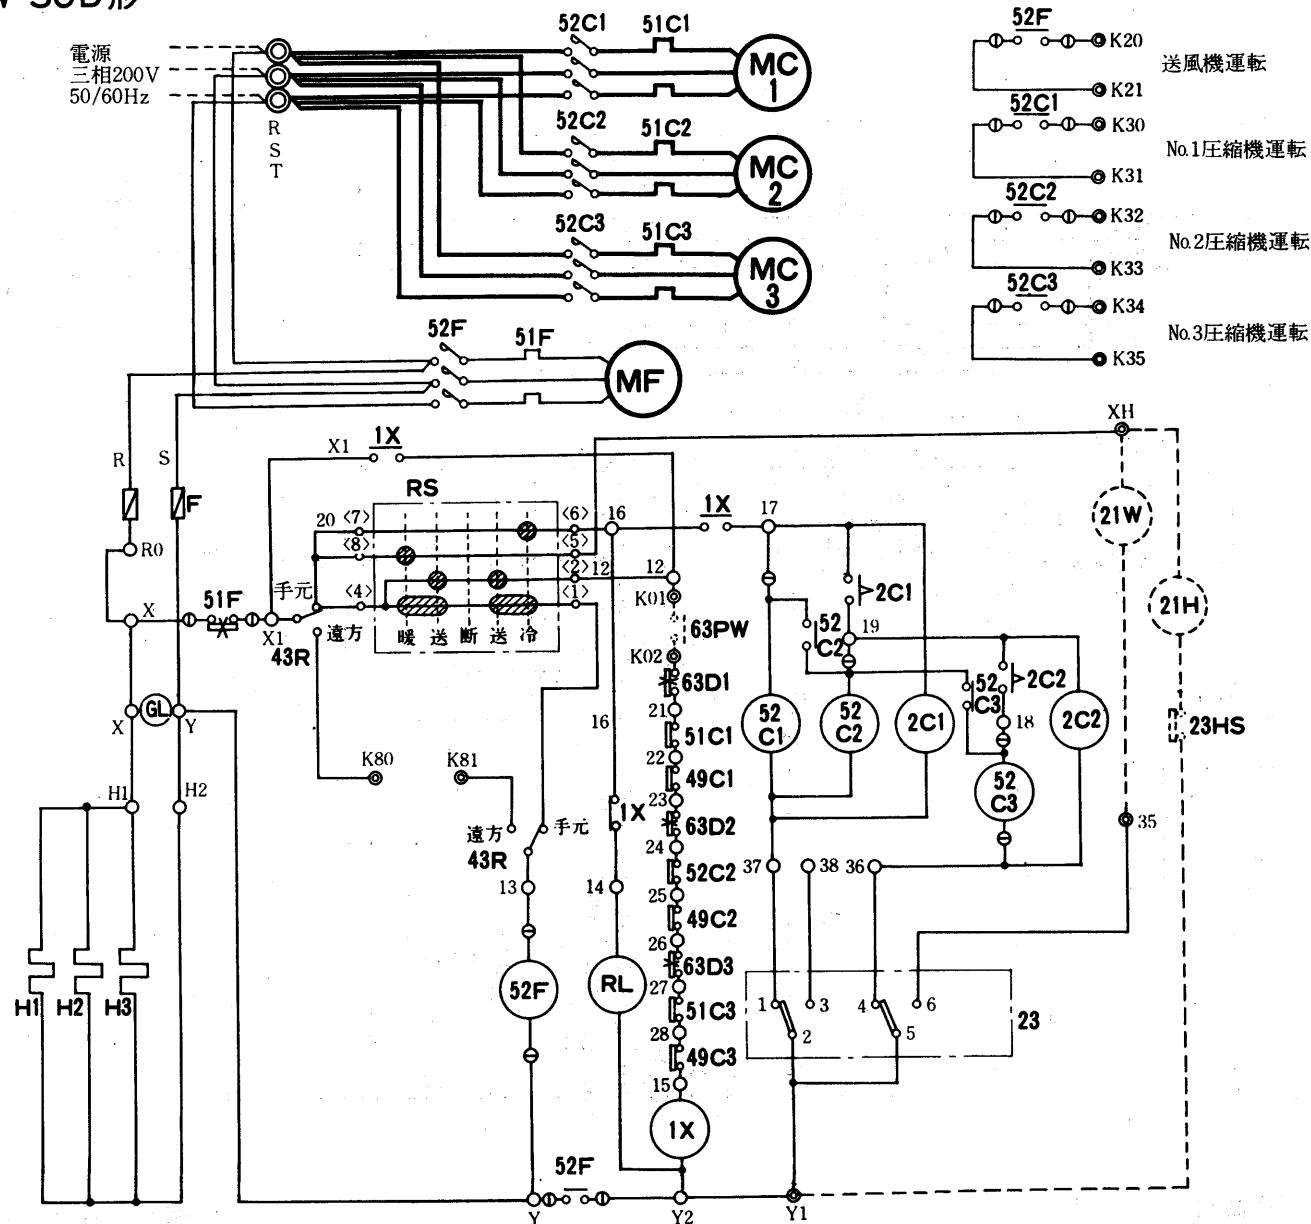 電源
三相200V
50/60Hz
R
S
T
52C1
51C1
MC
1
52C2
51C2
MC
2
52C3
51C3
MC
3
52F
51F
MF
52F
K20
送風機運転
K21
52C1
K30
No.1圧縮機運転
K31
52C2
K32
No.2圧縮機運転
K33
52C3
K34
No.3圧縮機運転
K35
R
S
F
R0
X
51F
X1
X1
1X
RS
20
<7>
<8>
<4>
<6>
<5>
<2>
<1>
暖 送 断 送 冷
手元
遠方
43R
16
12
12
K01
63PW
K02
63D1
21
51C1
22
49C1
23
63D2
24
52C2
25
49C2
26
63D3
27
51C3
28
49C3
15
1X
16
1X
14
RL
X
GL
Y
H1
H2
H1
H2
H3
K80
K81
遠方
手元
43R
13
52F
Y
52F
Y2
Y1
1X
17
2C1
52
C2
19
52
C3
2C2
18
52
C1
52
C2
2C1
2C2
52
C3
37
38
36
1
2
3
4
5
6
23
XH
21W
21H
23HS
35